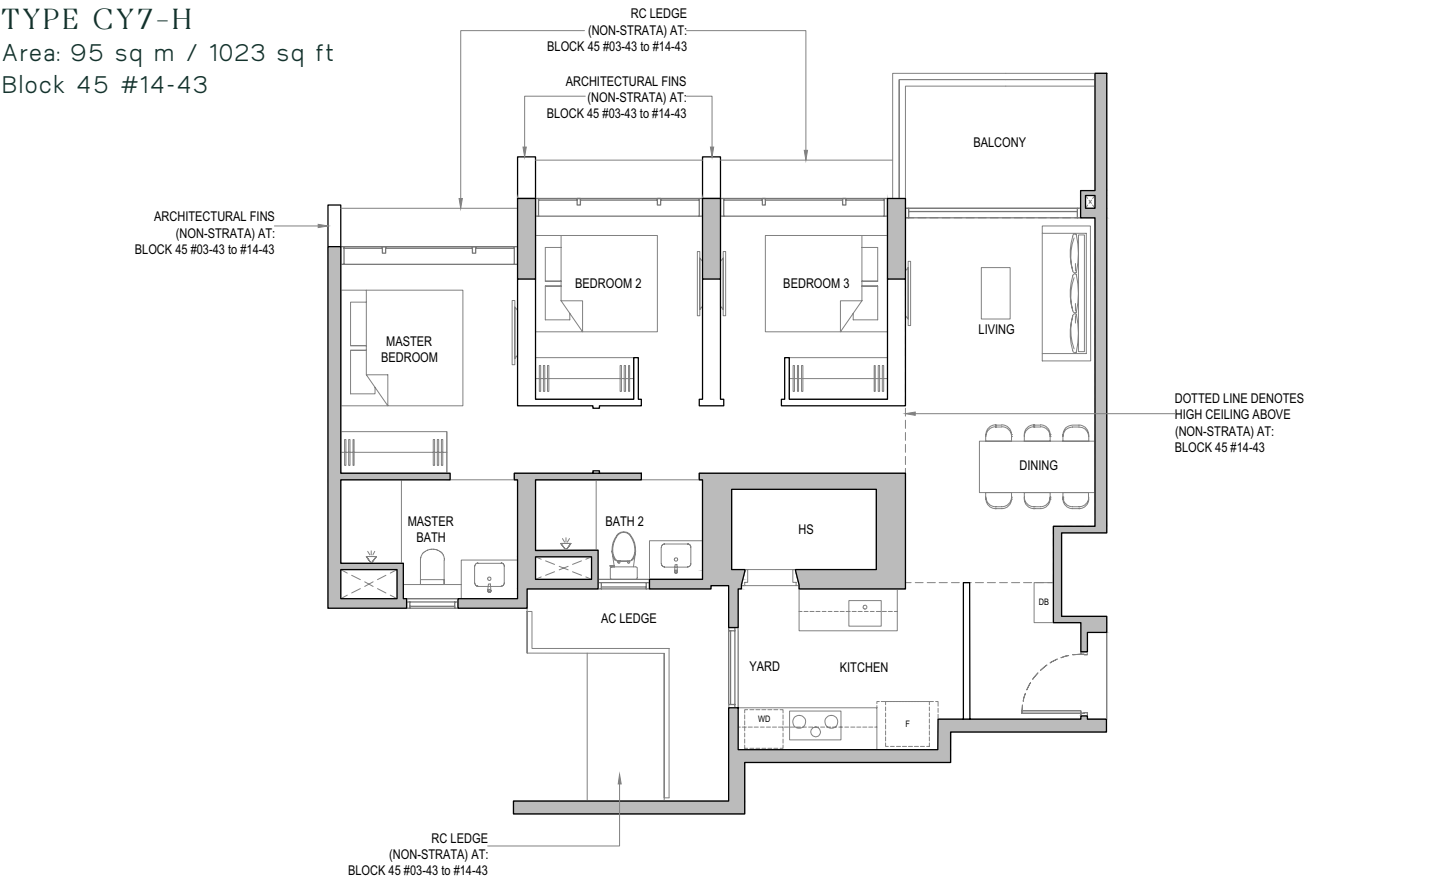 TYPE CY7-H
Area: 95 sq m / 1023 sq ft
Block 45 #14-43
RC LEDGE
(NON-STRATA) AT:
BLOCK 45 #03-43 to #14-43
ARCHITECTURAL FINS
(NON-STRATA) AT:
BLOCK 45 #03-43 to #14-43
ARCHITECTURAL FINS
(NON-STRATA) AT:
BLOCK 45 #03-43 to #14-43
BALCONY
BEDROOM 2
BEDROOM 3
LIVING
MASTER
BEDROOM
DOTTED LINE DENOTES
HIGH CEILING ABOVE
(NON-STRATA) AT:
BLOCK 45 #14-43
DINING
MASTER
BATH
BATH 2
HS
DB
AC LEDGE
YARD
KITCHEN
WD
F
RC LEDGE
(NON-STRATA) AT:
BLOCK 45 #03-43 to #14-43